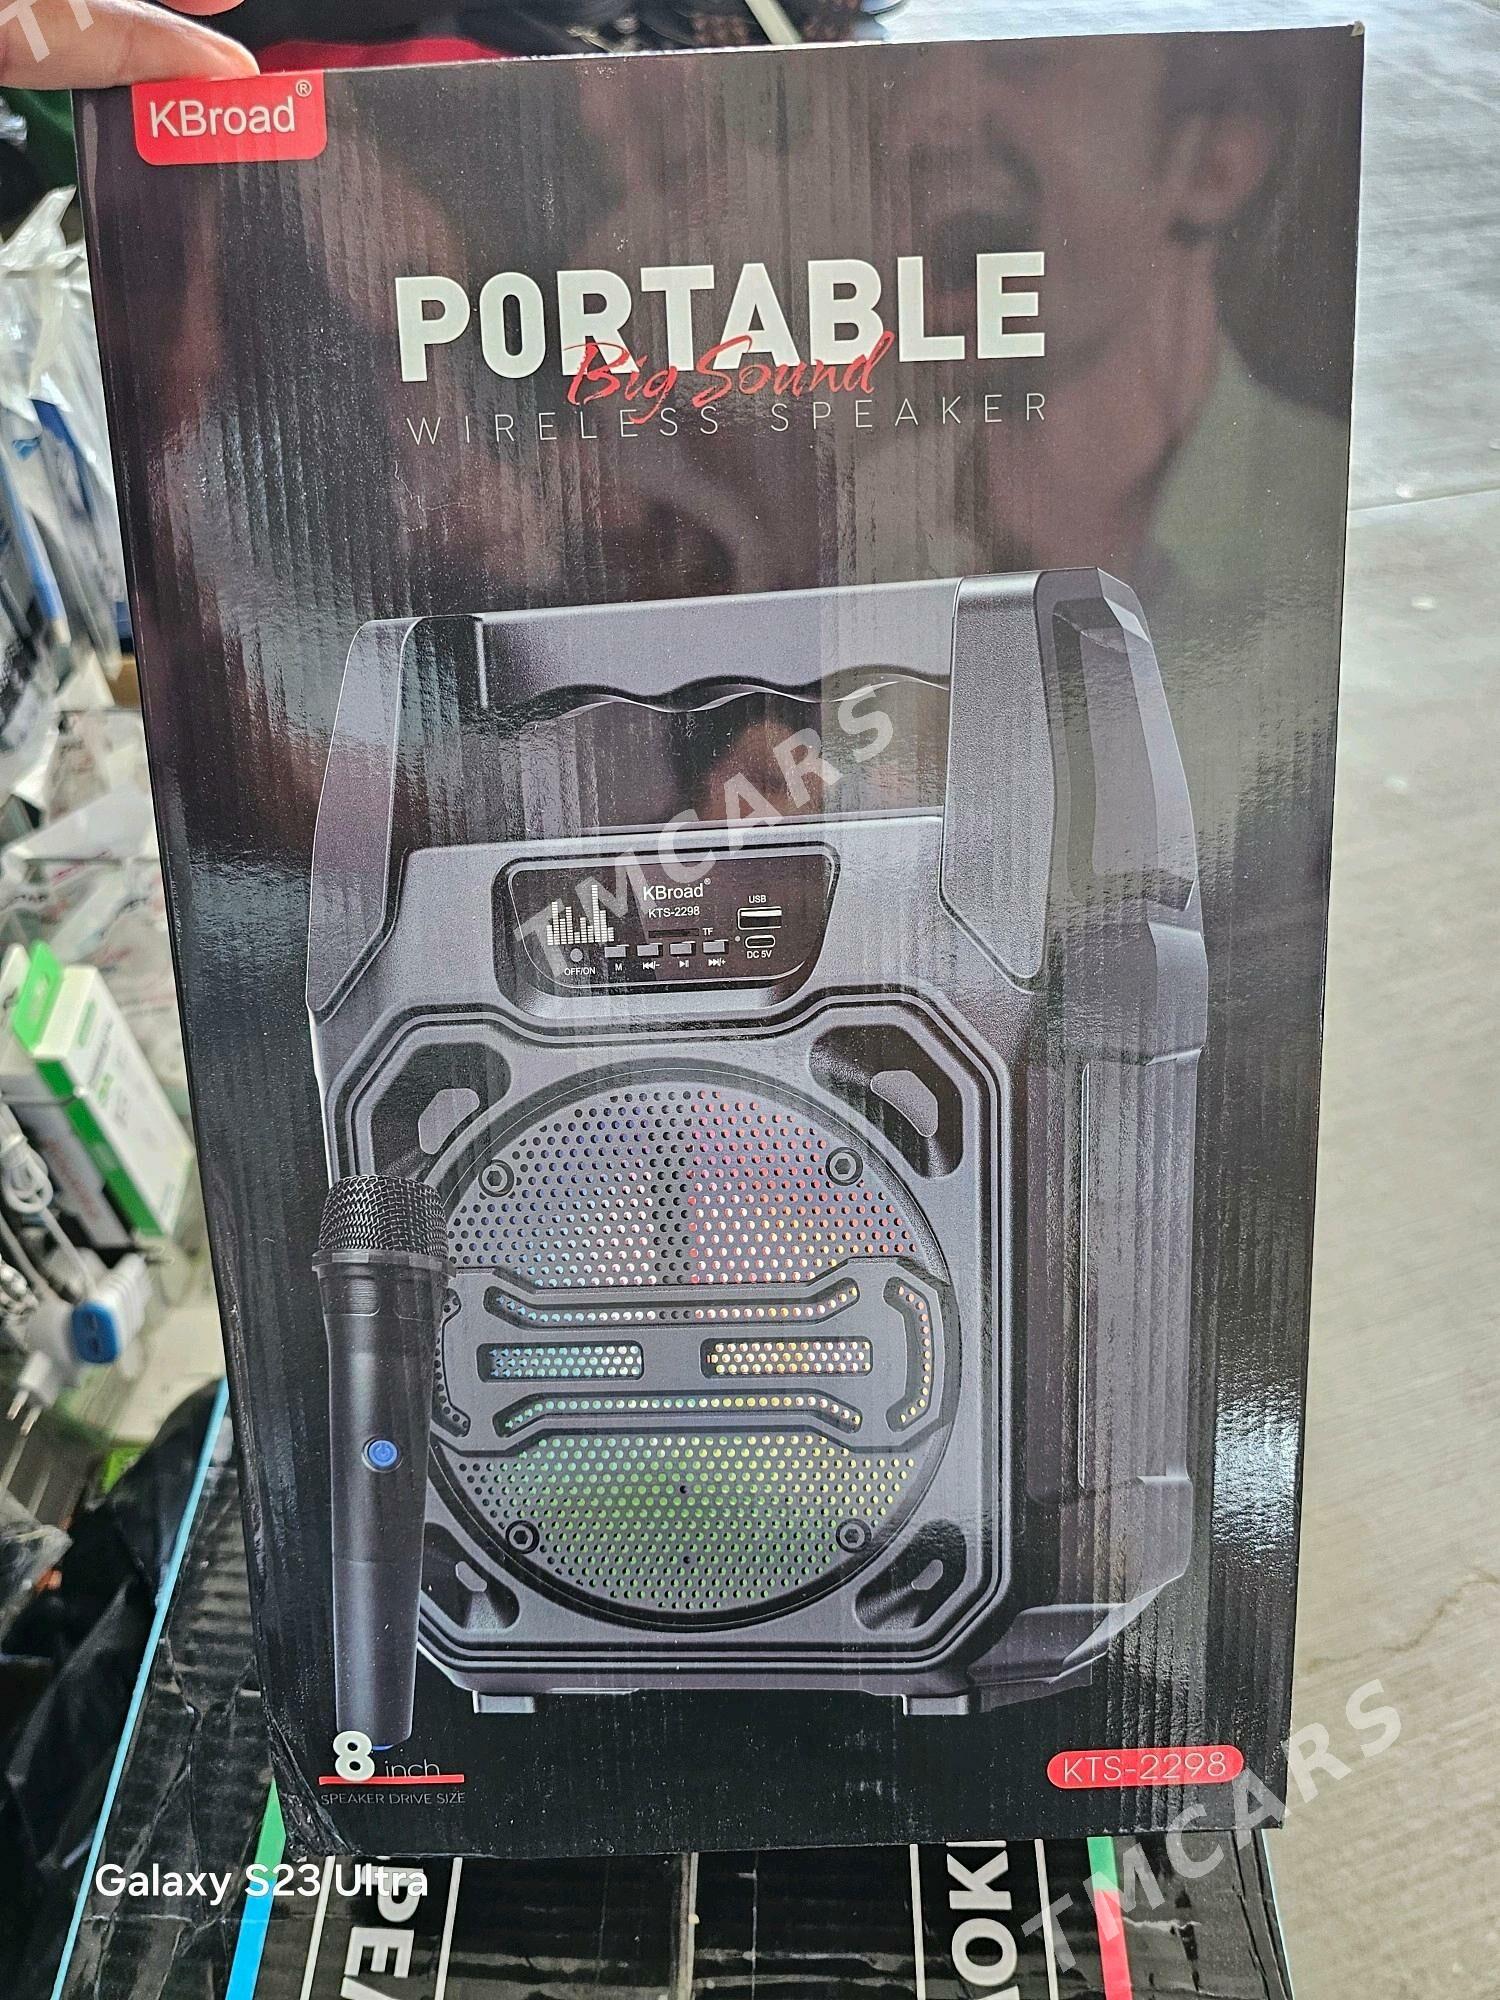 KBroad®
PORTABLE
Big Sound
WIRELESS SPEAKER
TMCARS
KBroad®
KTS-2298
USB
TF
DC 5V
OFF/ON
M
8 inch
SPEAKER DRIVE SIZE
KTS-2298
TMCARS
Galaxy S23 Ultra